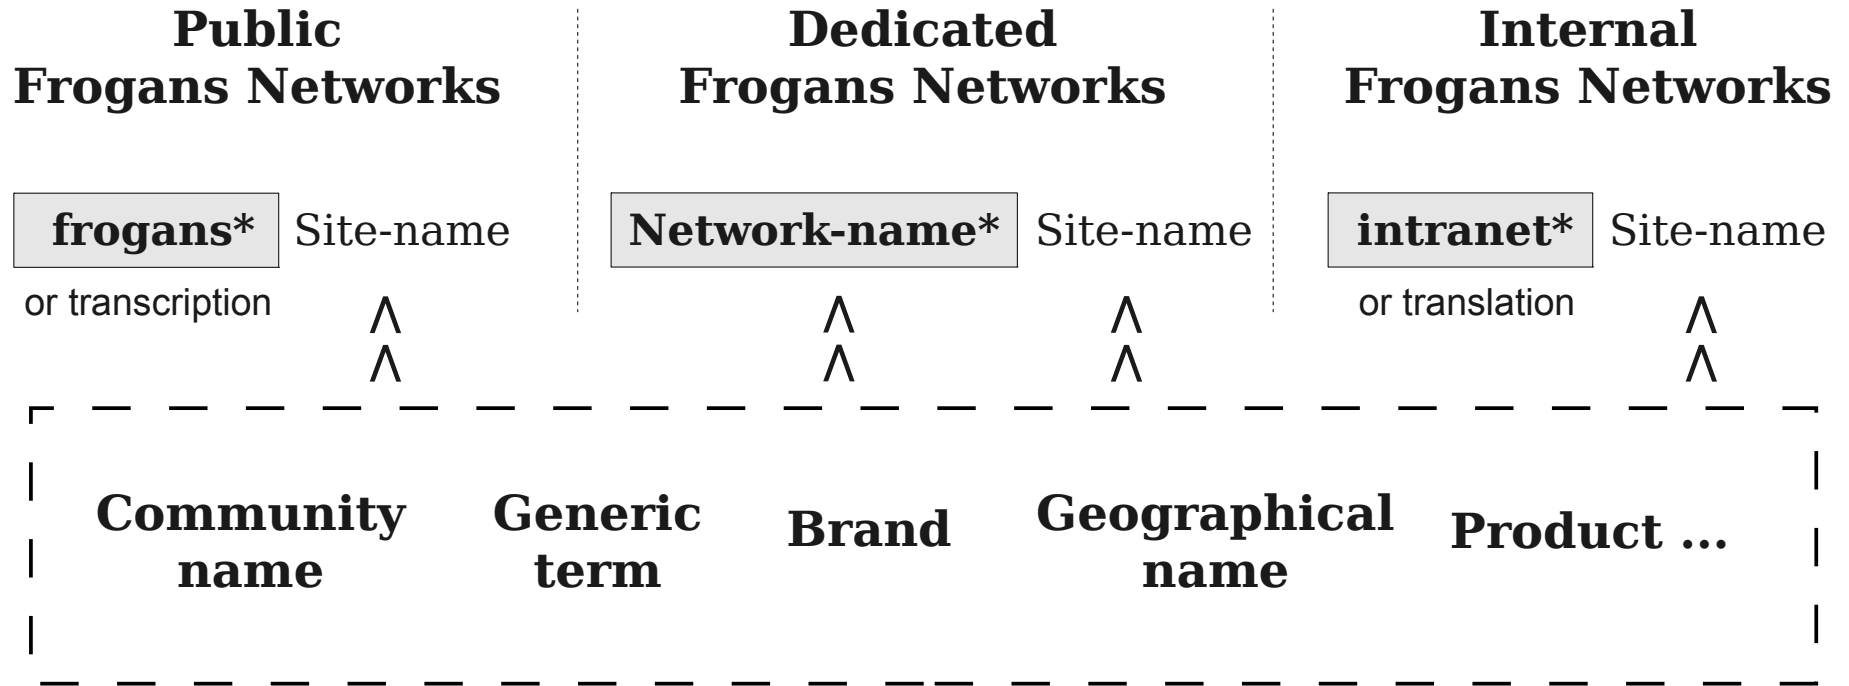 Public
Frogans Networks
Dedicated
Frogans Networks
Internal
Frogans Networks
frogans* Site-name
or transcription
Network-name* Site-name
intranet* Site-name
or translation
Community
name
Generic
term
Brand
Geographical
name
Product ...